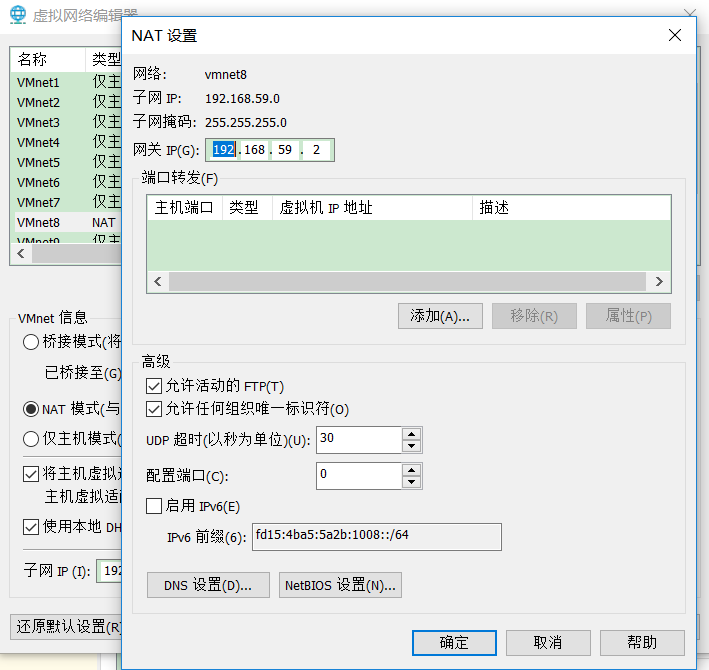 虚拟网络编辑器
NAT 设置
名称 类型
VMnet1 仅主
VMnet2 仅主
VMnet3 仅主
VMnet4 仅主
VMnet5 仅主
VMnet6 仅主
VMnet7 仅主
VMnet8 NAT
网络: vmnet8
子网 IP: 192.168.59.0
子网掩码: 255.255.255.0
网关 IP(G): 192 . 168 . 59 . 2
端口转发(F)
主机端口 类型 虚拟机 IP 地址 描述
添加(A)... 移除(R) 属性(P)
VMnet 信息
桥接模式(将
已桥接至(G)
NAT 模式(与
仅主机模式(
将主机虚拟
主机虚拟适
使用本地 DH
子网 IP (I): 192
还原默认设置(R)
高级
允许活动的 FTP(T)
允许任何组织唯一标识符(O)
UDP 超时(以秒为单位)(U): 30
配置端口(C): 0
启用 IPv6(E)
IPv6 前缀(6): fd15:4ba5:5a2b:1008::/64
DNS 设置(D)... NetBIOS 设置(N)...
确定 取消 帮助